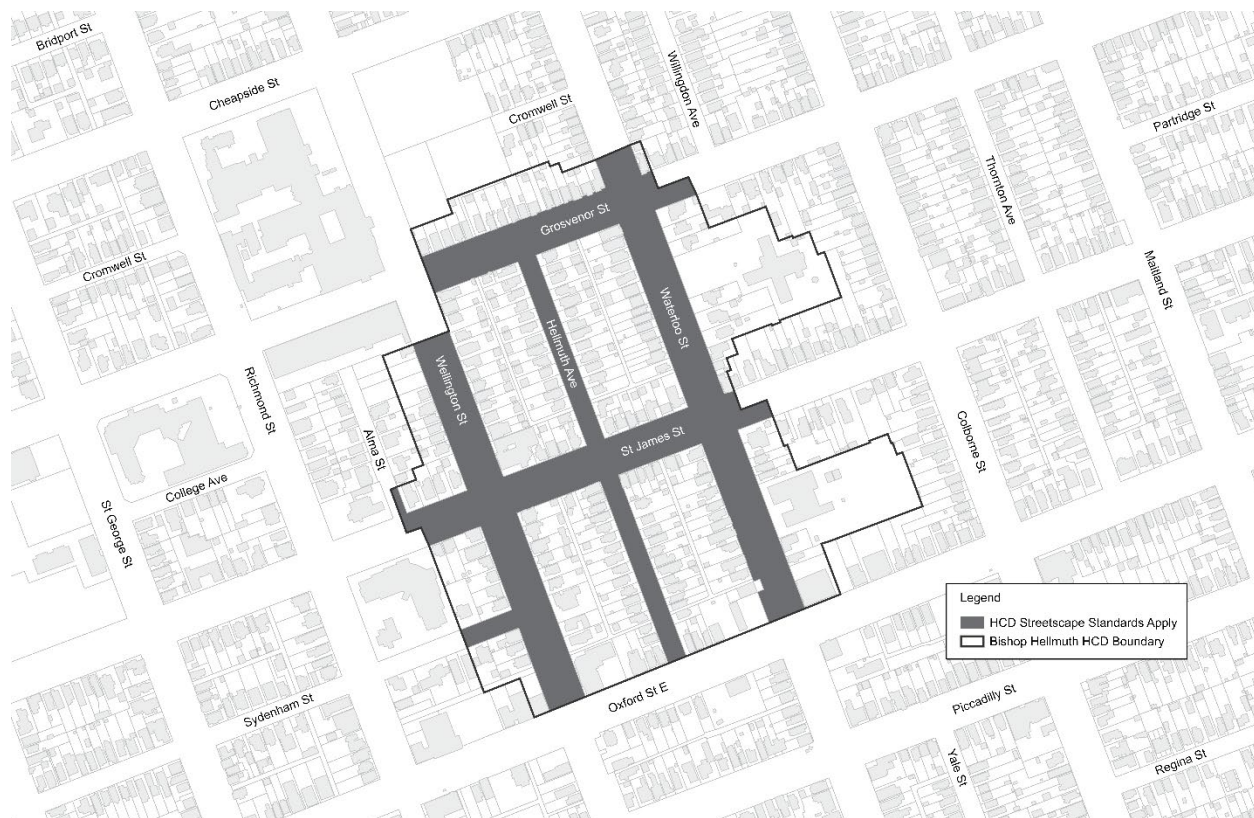 Bridport St
Cheapside St
Willingdon Ave
Cromwell St
Partridge St
Thornton Ave
Grosvenor St
Cromwell St
Maitland St
Waterloo St
Hellmuth Ave
Wellington St
Richmond St
Alma St
St James St
Colborne St
College Ave
St George St
Legend
HCD Streetscape Standards Apply
Bishop Hellmuth HCD Boundary
Oxford St E
Piccadilly St
Sydenham St
Yale St
Regina St